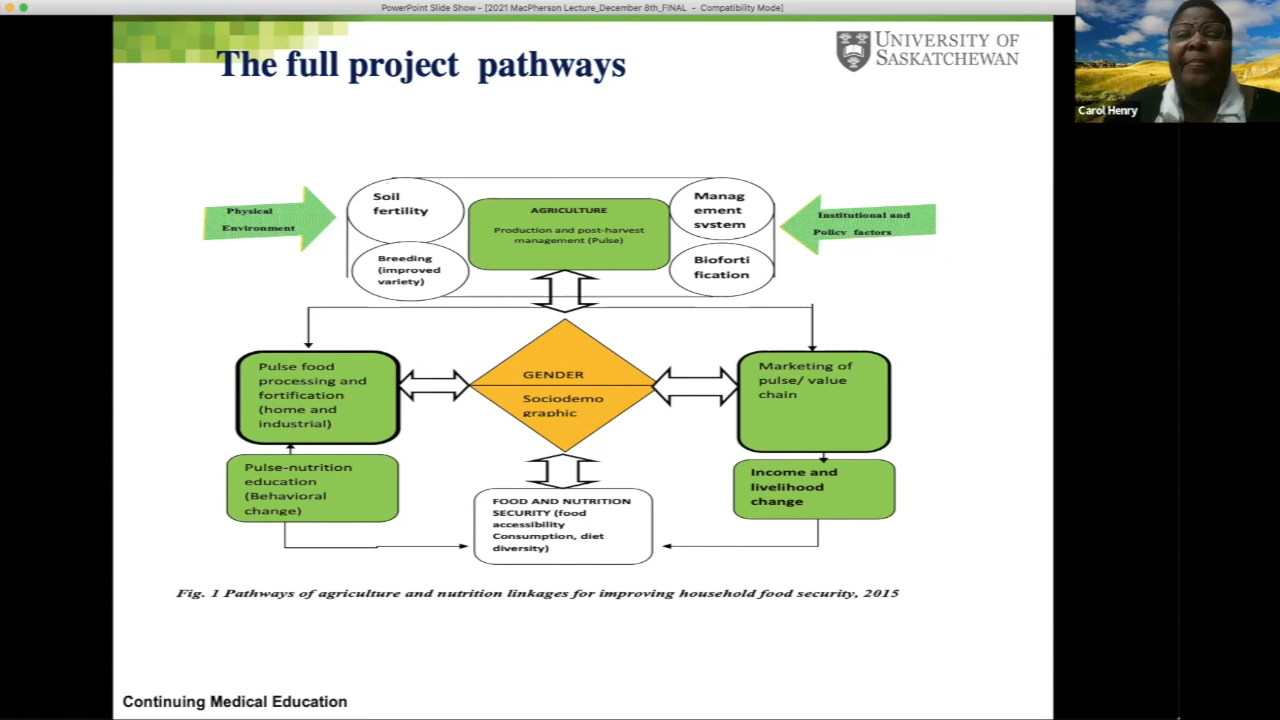 PowerPoint Slide Show - [2021 MacPherson Lecture_December 8th_FINAL - Compatibility Mode]
The full project pathways
UNIVERSITY OF
SASKATCHEWAN
Carol Henry
Physical
Environment
Soil
fertility
Breeding
(improved
variety)
AGRICULTURE
Production and post-harvest
management (Pulse)
Manag
ement
system
Bioforti
fication
Institutional and
Policy factors
Pulse food
processing and
fortification
(home and
industrial)
GENDER
Sociodemo
graphic
Marketing of
pulse/ value
chain
Pulse-nutrition
education
(Behavioral
change)
FOOD AND NUTRITION
SECURITY (food
accessibility
Consumption, diet
diversity)
Income and
livelihood
change
Fig. 1 Pathways of agriculture and nutrition linkages for improving household food security, 2015
Continuing Medical Education